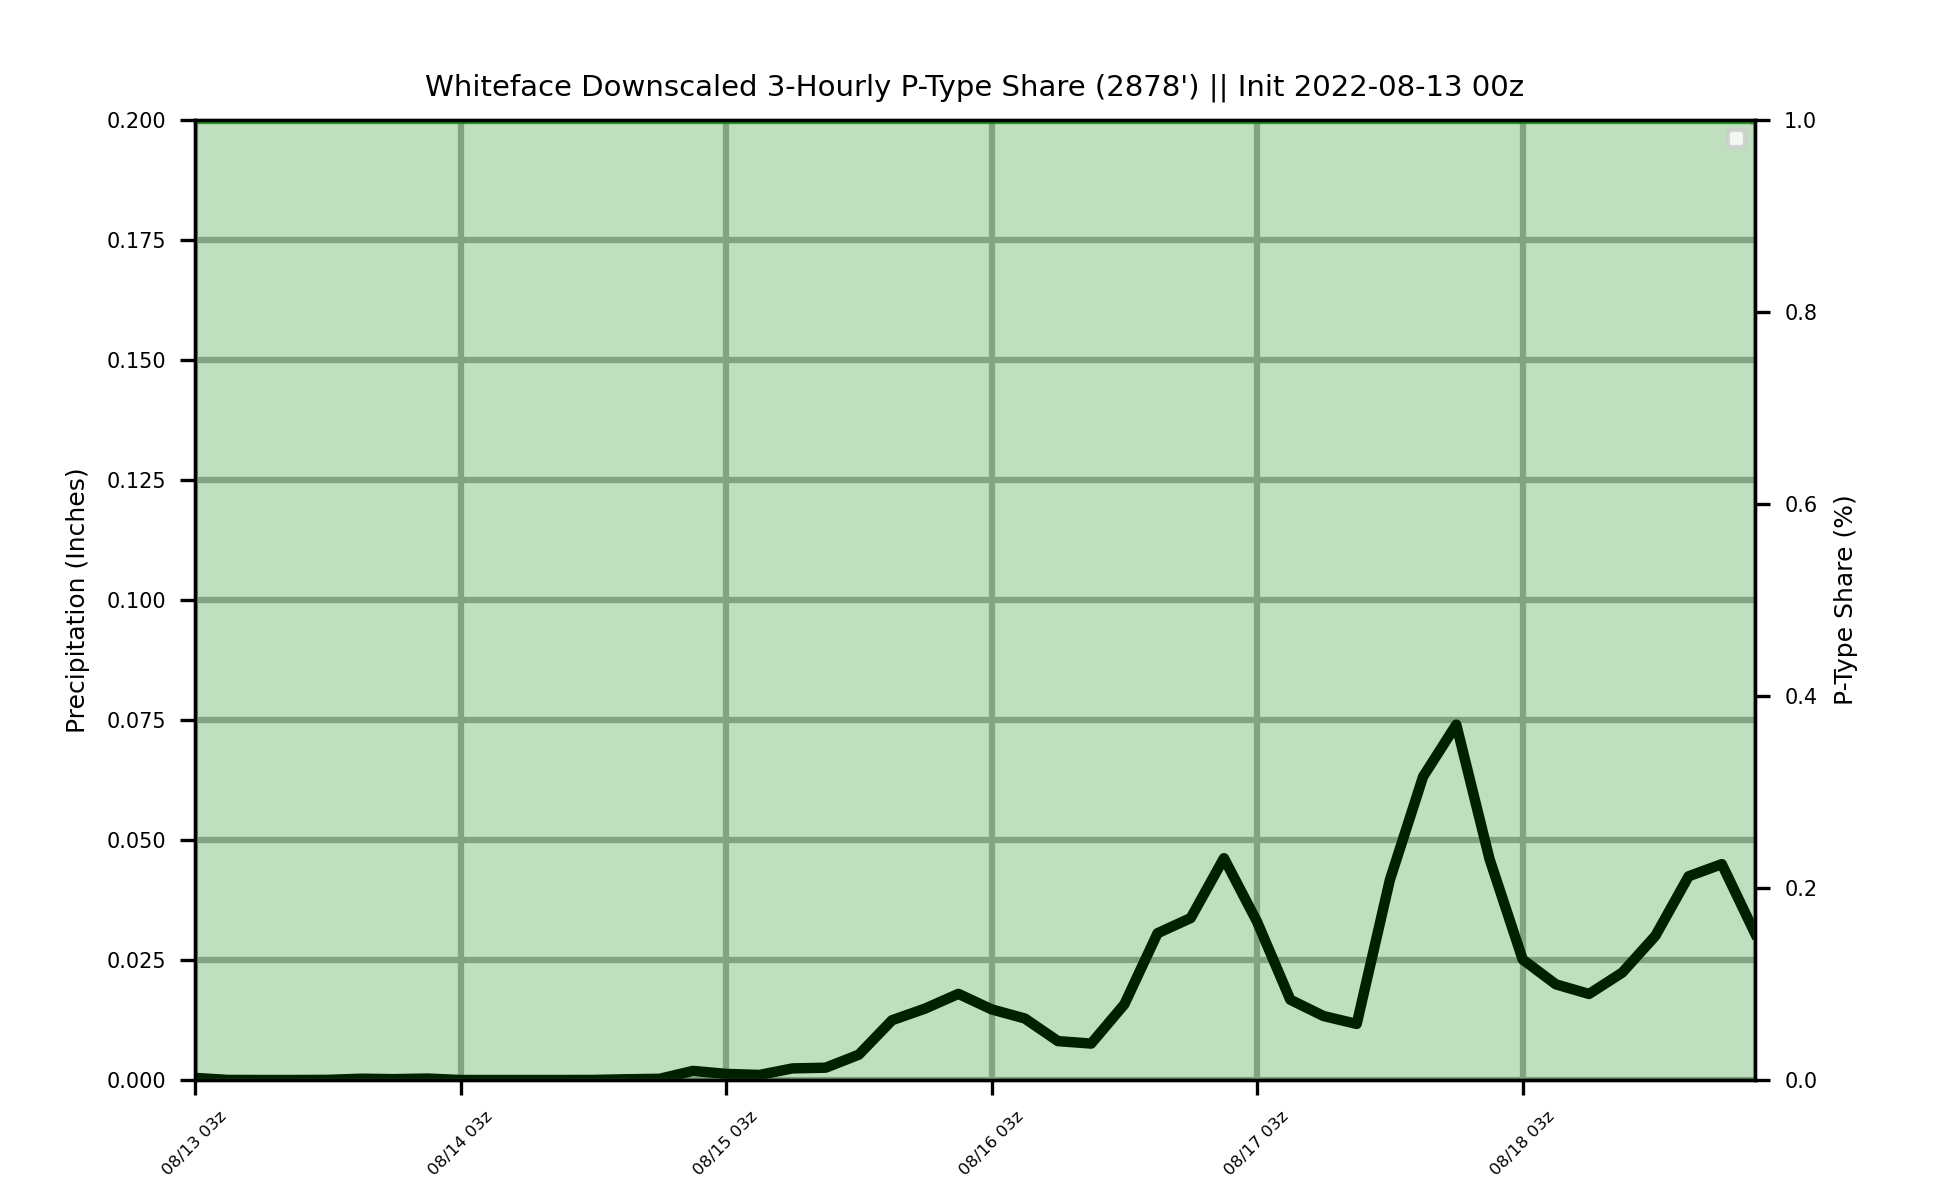 Whiteface Downscaled 3-Hourly P-Type Share (2878') || Init 2022-08-13 00z
Precipitation (Inches)
0.200
0.175
0.150
0.125
0.100
0.075
0.050
0.025
0.000
1.0
0.8
0.6
0.4
0.2
0.0
P-Type Share (%)
08/13 03z
08/14 03z
08/15 03z
08/16 03z
08/17 03z
08/18 03z